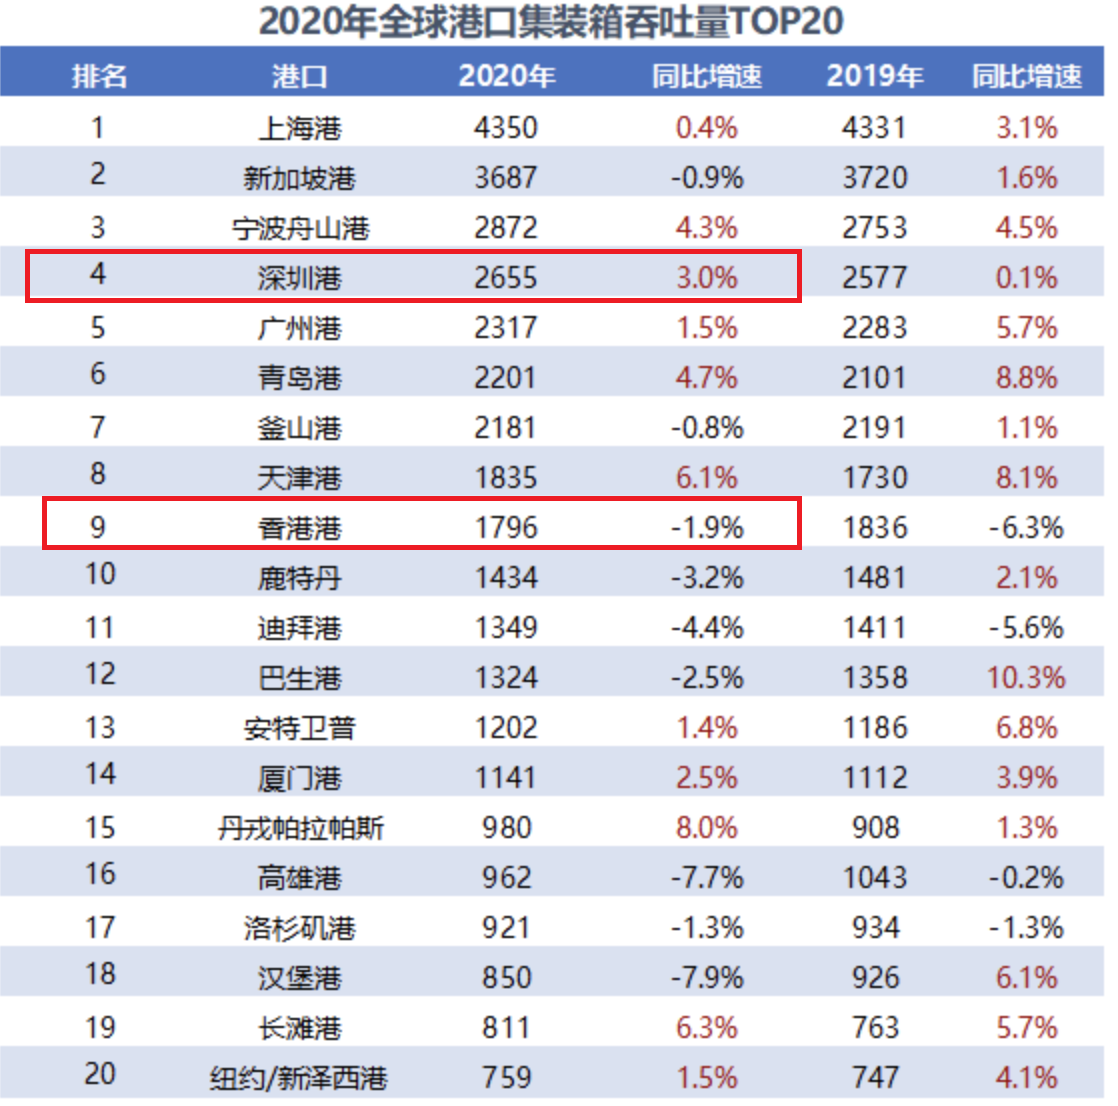 2020年全球港口集装箱吞吐量TOP20
排名 港口 2020年 同比增速 2019年 同比增速
1 上海港 4350 0.4% 4331 3.1%
2 新加坡港 3687 -0.9% 3720 1.6%
3 宁波舟山港 2872 4.3% 2753 4.5%
4 深圳港 2655 3.0% 2577 0.1%
5 广州港 2317 1.5% 2283 5.7%
6 青岛港 2201 4.7% 2101 8.8%
7 釜山港 2181 -0.8% 2191 1.1%
8 天津港 1835 6.1% 1730 8.1%
9 香港港 1796 -1.9% 1836 -6.3%
10 鹿特丹 1434 -3.2% 1481 2.1%
11 迪拜港 1349 -4.4% 1411 -5.6%
12 巴生港 1324 -2.5% 1358 10.3%
13 安特卫普 1202 1.4% 1186 6.8%
14 厦门港 1141 2.5% 1112 3.9%
15 丹戎帕拉帕斯 980 8.0% 908 1.3%
16 高雄港 962 -7.7% 1043 -0.2%
17 洛杉矶港 921 -1.3% 934 -1.3%
18 汉堡港 850 -7.9% 926 6.1%
19 长滩港 811 6.3% 763 5.7%
20 纽约/新泽西港 759 1.5% 747 4.1%